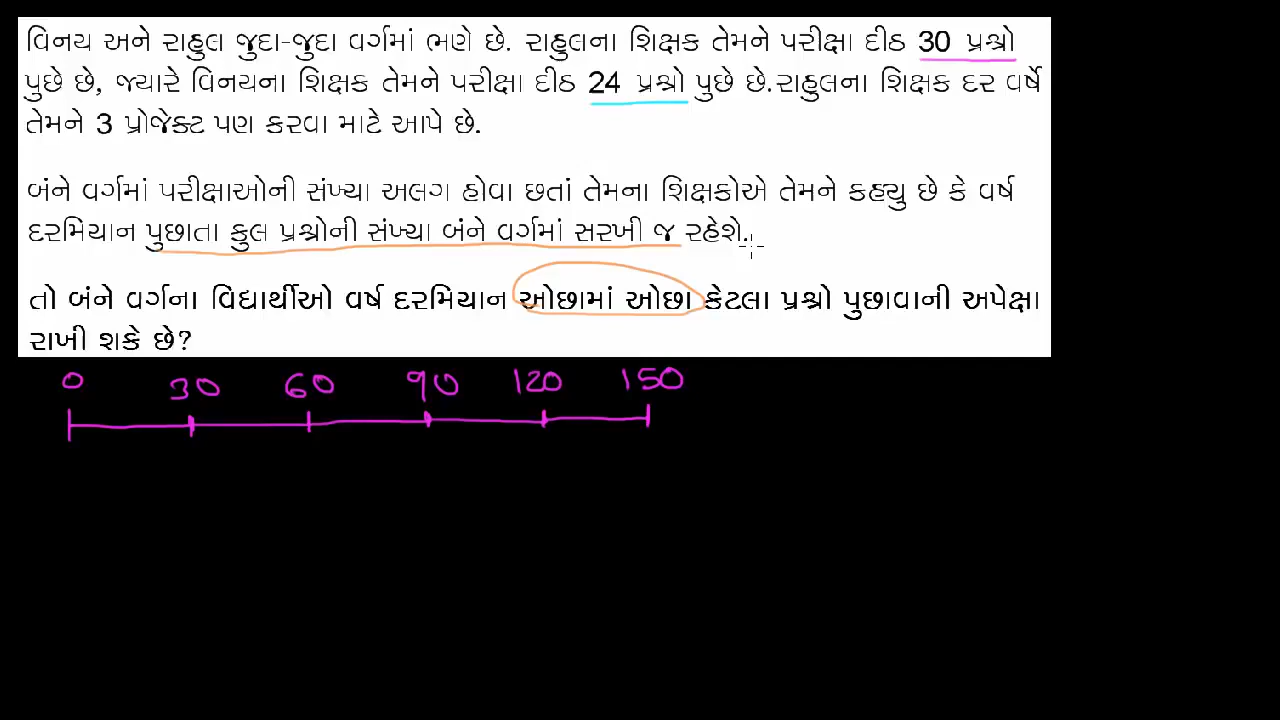 વિનય અને રાહુલ જુદા-જુદા વર્ગમાં ભણે છે. રાહુલના શિક્ષક તેમને પરીક્ષા દીઠ 30 પ્રશ્નો
પુછે છે, જ્યારે વિનયના શિક્ષક તેમને પરીક્ષા દીઠ 24 પ્રશ્નો પુછે છે.રાહુલના શિક્ષક દર વર્ષે
તેમને 3 પ્રોજેક્ટ પણ કરવા માટે આપે છે.
બંને વર્ગમાં પરીક્ષાઓની સંખ્યા અલગ હોવા છતાં તેમના શિક્ષકોએ તેમને કહ્યુ છે કે વર્ષ
દરમિયાન પુછાતા કુલ પ્રશ્નોની સંખ્યા બંને વર્ગમાં સરખી જ રહેશે.
તો બંને વર્ગના વિદ્યાર્થીઓ વર્ષ દરમિયાન ઓછામાં ઓછા કેટલા પ્રશ્નો પુછાવાની અપેક્ષા
રાખી શકે છે?
0 30 60 90 120 150